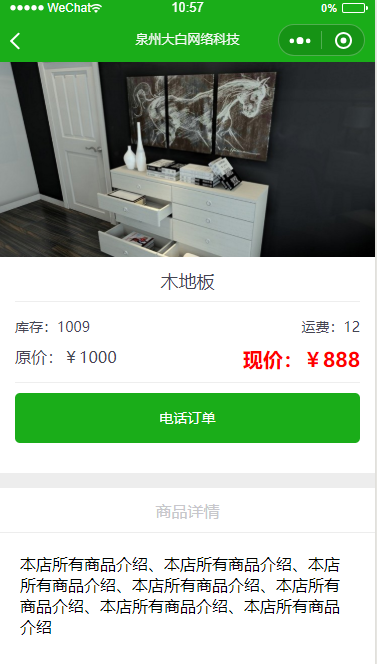 WeChat
10:57
0%
泉州大白网络科技
木地板
库存：1009
运费：12
原价：￥1000
现价：￥888
电话订单
商品详情
本店所有商品介绍、本店所有商品介绍、本店
所有商品介绍、本店所有商品介绍、本店所有
商品介绍、本店所有商品介绍、本店所有商品
介绍